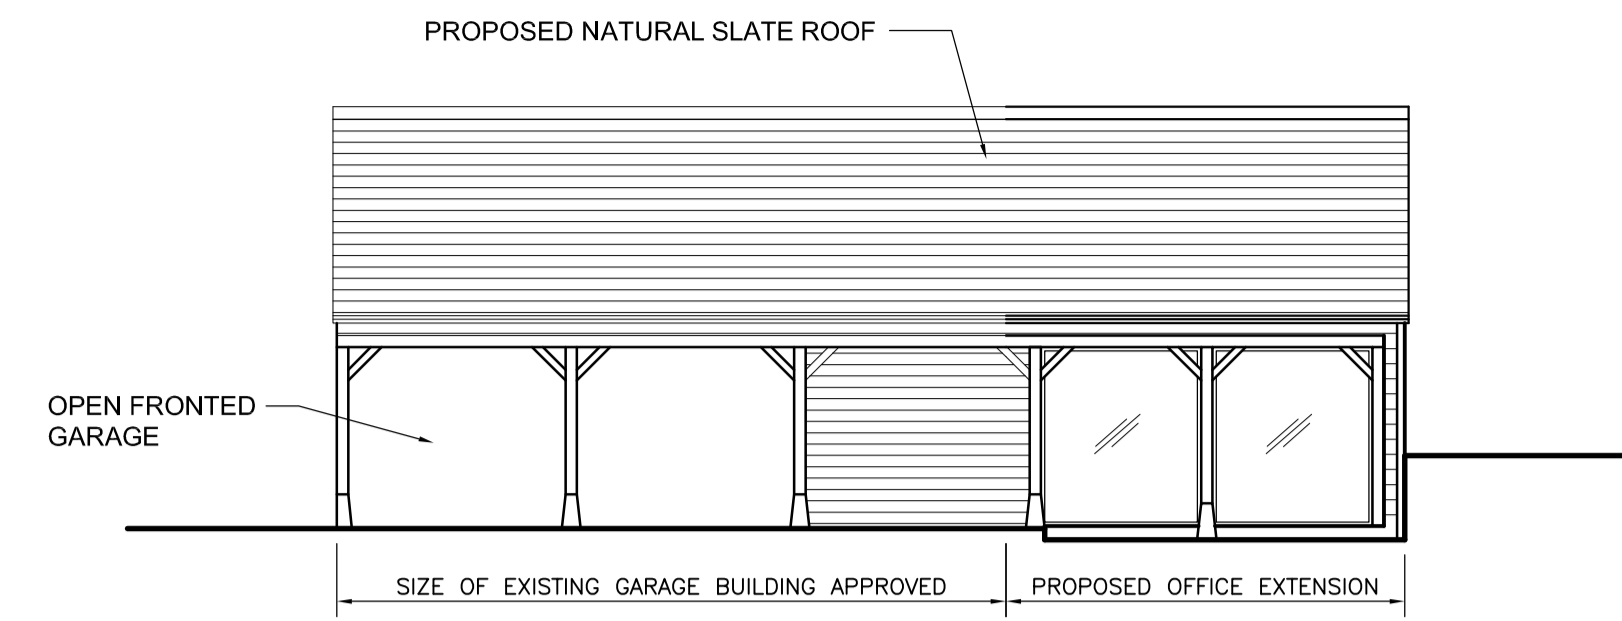 PROPOSED NATURAL SLATE ROOF
OPEN FRONTED
GARAGE
SIZE OF EXISTING GARAGE BUILDING APPROVED
PROPOSED OFFICE EXTENSION